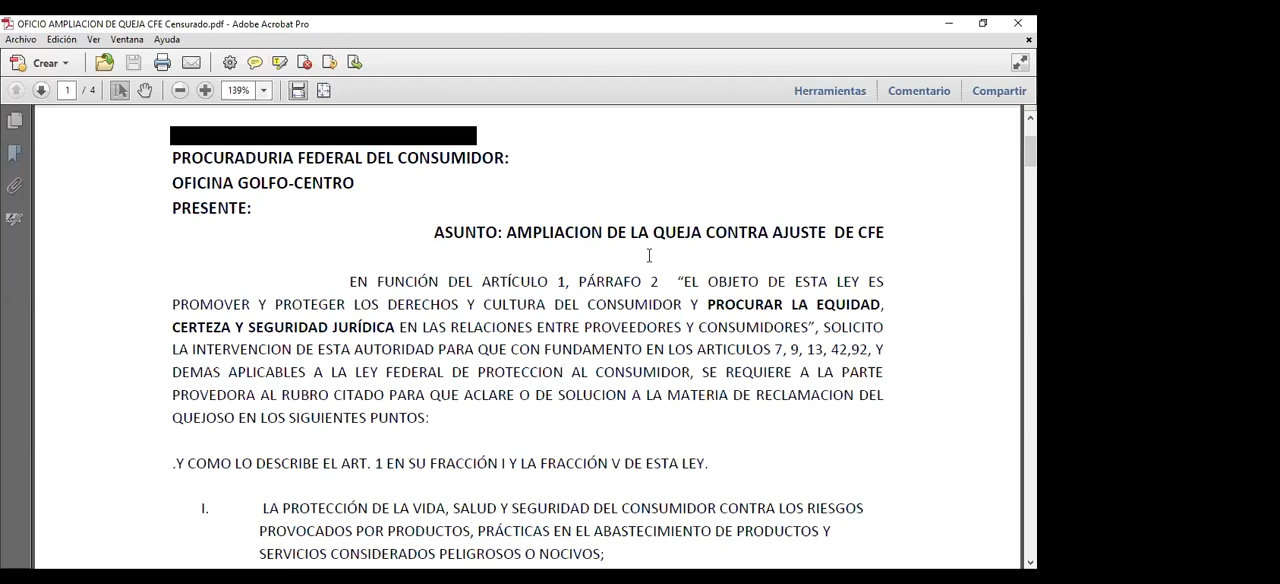 OFICIO AMPLIACION DE QUEJA CFE Censurado.pdf - Adobe Acrobat Pro
Archivo Edición Ver Ventana Ayuda
Crear
1 / 4 139% Herramientas Comentario Compartir
PROCURADURIA FEDERAL DEL CONSUMIDOR:
OFICINA GOLFO-CENTRO
PRESENTE:
ASUNTO: AMPLIACION DE LA QUEJA CONTRA AJUSTE DE CFE
EN FUNCIÓN DEL ARTÍCULO 1, PÁRRAFO 2 “EL OBJETO DE ESTA LEY ES
PROMOVER Y PROTEGER LOS DERECHOS Y CULTURA DEL CONSUMIDOR Y PROCURAR LA EQUIDAD,
CERTEZA Y SEGURIDAD JURÍDICA EN LAS RELACIONES ENTRE PROVEEDORES Y CONSUMIDORES”, SOLICITO
LA INTERVENCION DE ESTA AUTORIDAD PARA QUE CON FUNDAMENTO EN LOS ARTICULOS 7, 9, 13, 42,92, Y
DEMAS APLICABLES A LA LEY FEDERAL DE PROTECCION AL CONSUMIDOR, SE REQUIERE A LA PARTE
PROVEDORA AL RUBRO CITADO PARA QUE ACLARE O DE SOLUCION A LA MATERIA DE RECLAMACION DEL
QUEJOSO EN LOS SIGUIENTES PUNTOS:
.Y COMO LO DESCRIBE EL ART. 1 EN SU FRACCIÓN I Y LA FRACCIÓN V DE ESTA LEY.
I. LA PROTECCIÓN DE LA VIDA, SALUD Y SEGURIDAD DEL CONSUMIDOR CONTRA LOS RIESGOS
PROVOCADOS POR PRODUCTOS, PRÁCTICAS EN EL ABASTECIMIENTO DE PRODUCTOS Y
SERVICIOS CONSIDERADOS PELIGROSOS O NOCIVOS;